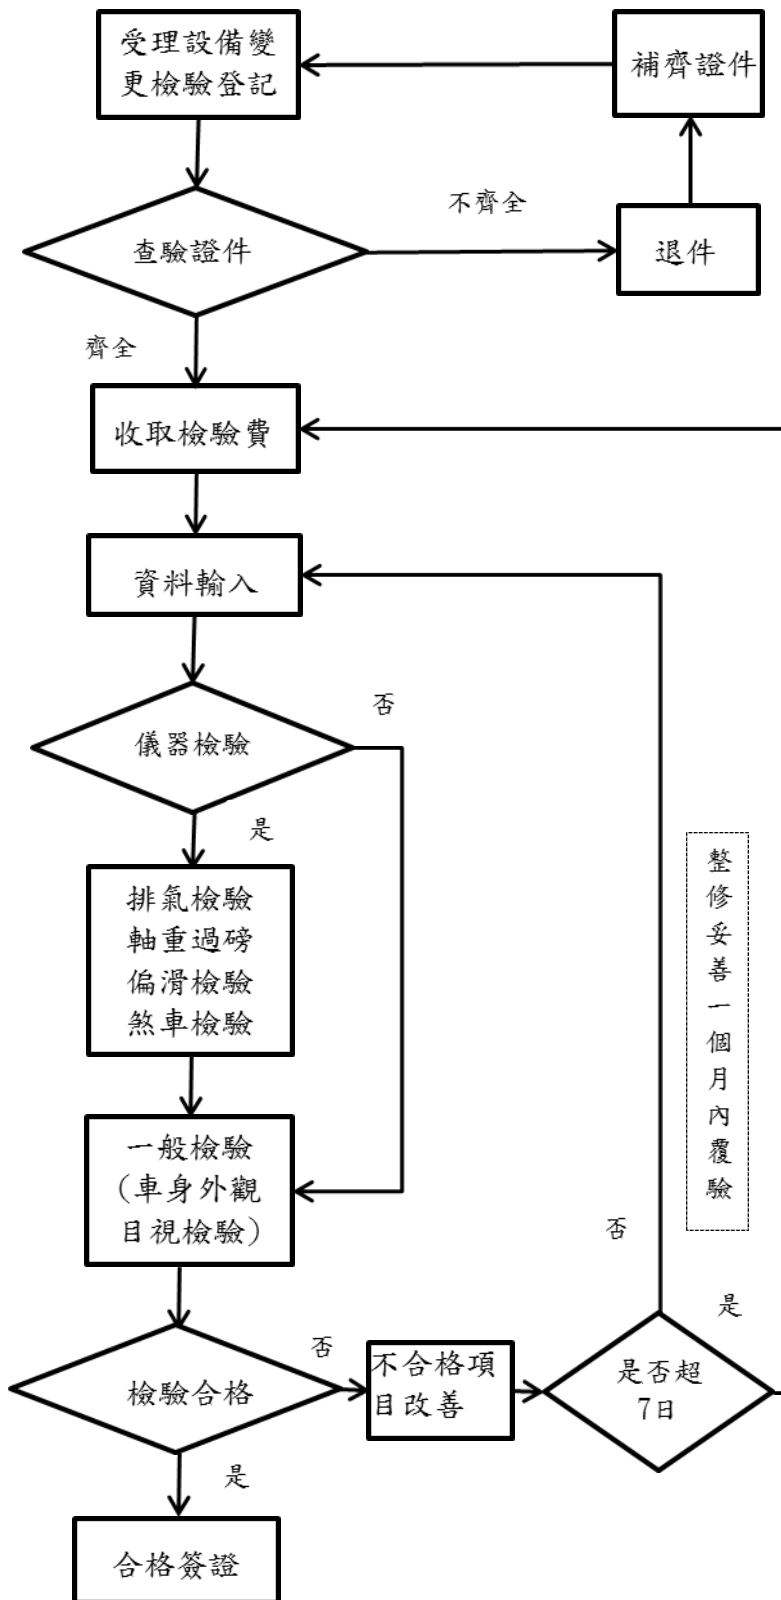 受理設備變
更檢驗登記
補齊證件
不齊全
查驗證件
退件
齊全
收取檢驗費
資料輸入
否
儀器檢驗
是
排氣檢驗
軸重過磅
偏滑檢驗
煞車檢驗
整修妥善一個月內覆驗
一般檢驗
(車身外觀
目視檢驗)
否
是
否
不合格項
目改善
是否超
7日
檢驗合格
是
合格簽證